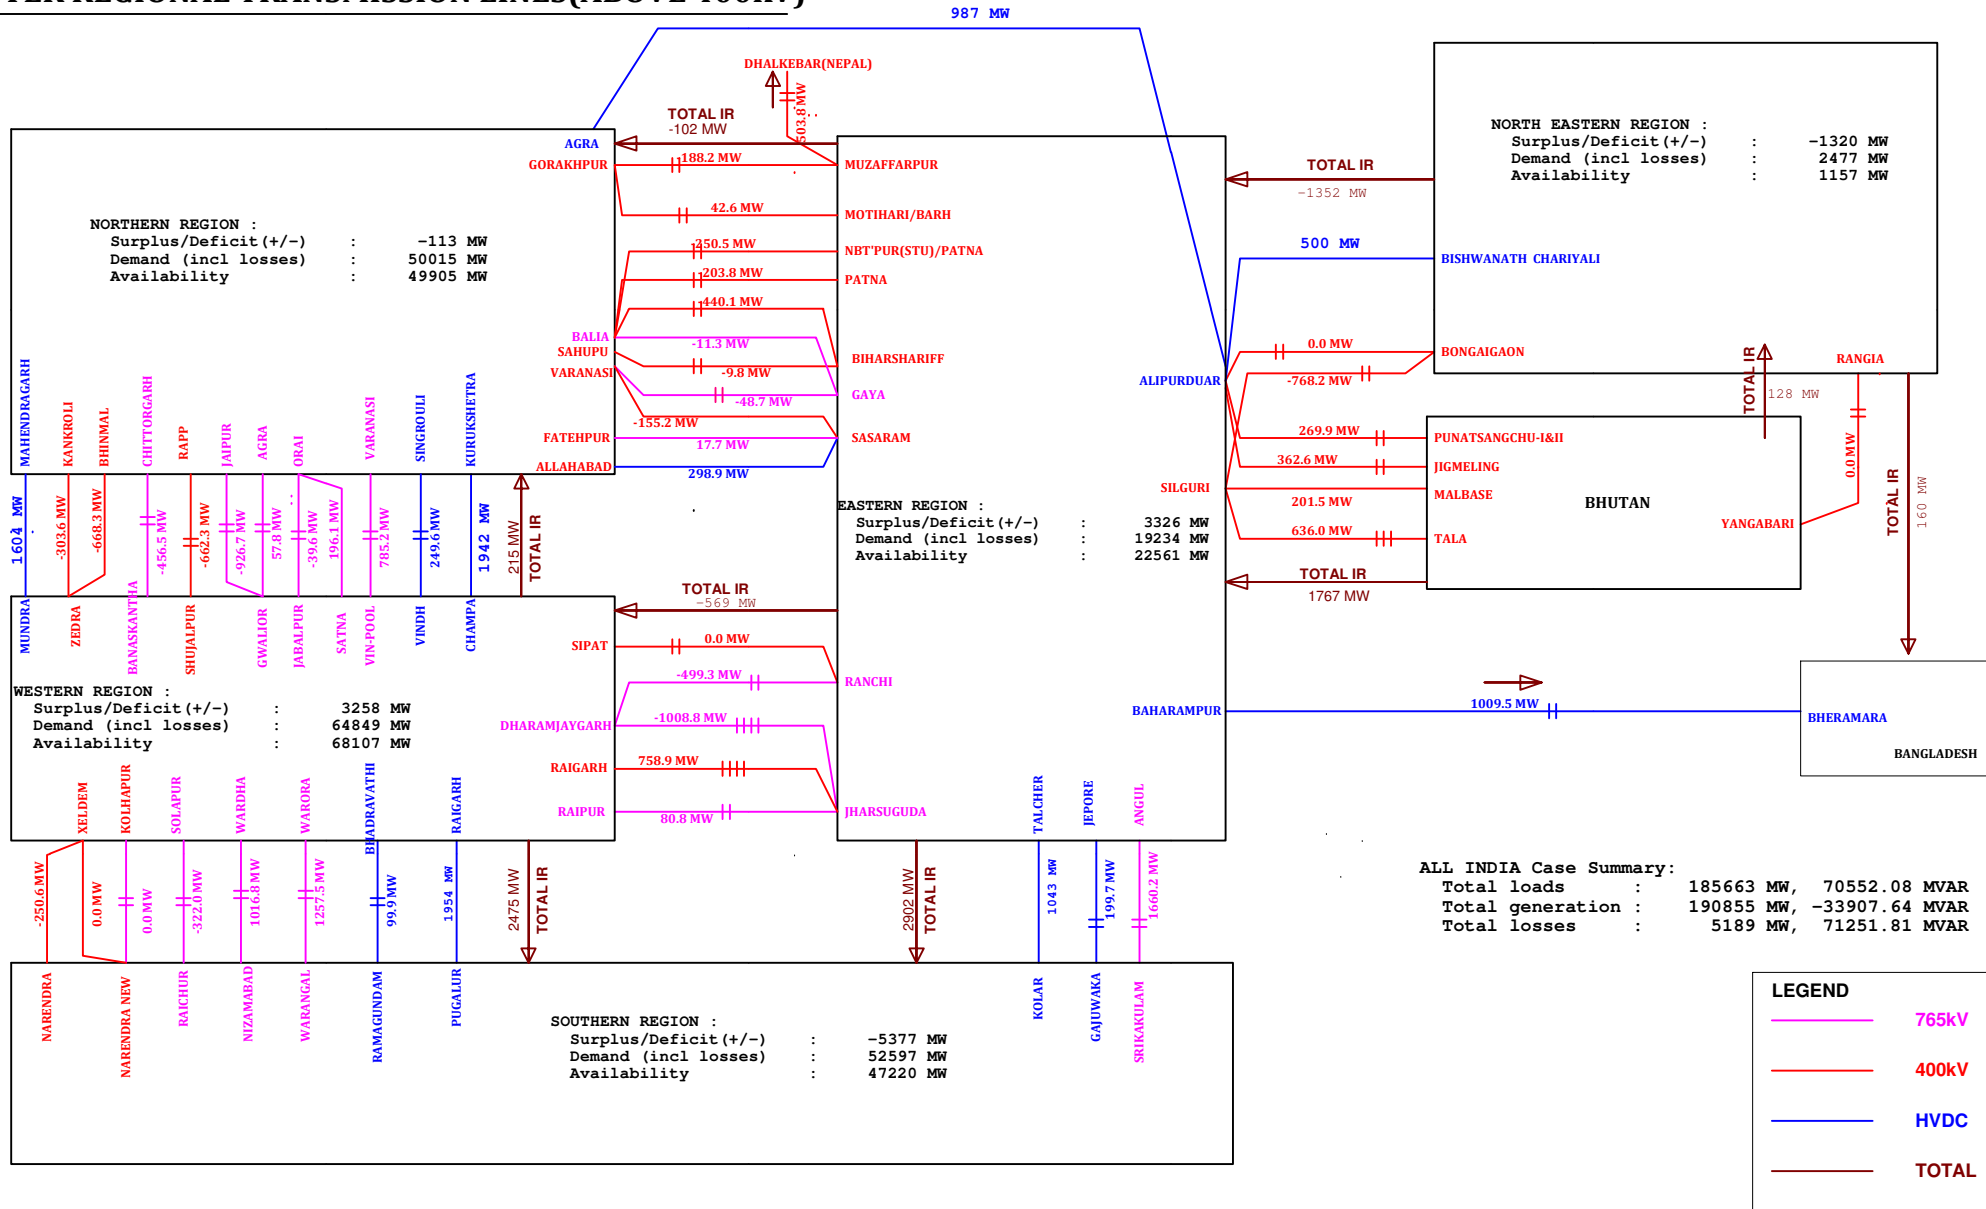 987 MW
DHALKEBAR(NEPAL)
503.8 MW
TOTAL IR
-102 MW
AGRA
GORAKHPUR
-188.2 MW
MUZAFFARPUR
42.6 MW
MOTIHARI/BARH
-250.5 MW
NBT'PUR(STU)/PATNA
-203.8 MW
PATNA
-440.1 MW
BALIA
-11.3 MW
SAHUPU
BIHARSHARIFF
VARANASI
-9.8 MW
-48.7 MW
GAYA
-155.2 MW
FATEHPUR
17.7 MW
SASARAM
ALLAHABAD
298.9 MW
NORTHERN REGION :
Surplus/Deficit(+/-) : -113 MW
Demand (incl losses) : 50015 MW
Availability : 49905 MW
MAHENDRAGARH
KANKROLI
BHINMAL
CHITTORGARH
RAPP
JAIPUR
AGRA
ORAI
VARANASI
SINGROULI
KURUKSHETRA
1604 MW
-303.6 MW
-668.3 MW
-456.5 MW
-662.3 MW
-926.7 MW
57.8 MW
-39.6 MW
196.1 MW
785.2 MW
249.6 MW
1942 MW
215 MW
TOTAL IR
MUNDRA
ZEDRA
BANASKANTHA
SHUJALPUR
GWALIOR
JABALPUR
SATNA
VIN-POOL
VINDH
CHAMPA
WESTERN REGION :
Surplus/Deficit(+/-) : 3258 MW
Demand (incl losses) : 64849 MW
Availability : 68107 MW
TOTAL IR
-569 MW
SIPAT
0.0 MW
-499.3 MW
RANCHI
DHARAMJAYGARH
-1008.8 MW
RAIGARH
758.9 MW
RAIPUR
80.8 MW
JHARSUGUDA
XELDEM
KOLHAPUR
SOLAPUR
WARDHA
WARORA
BHADRAVATHI
RAIGARH
-250.6 MW
0.0 MW
0.0 MW
-322.0 MW
1016.8 MW
1257.5 MW
99.9 MW
1954 MW
2475 MW
TOTAL IR
NARENDRA
NARENDRA NEW
RAICHUR
NIZAMABAD
WARANGAL
RAMAGUNDAM
PUGALUR
EASTERN REGION :
Surplus/Deficit(+/-) : 3326 MW
Demand (incl losses) : 19234 MW
Availability : 22561 MW
ALIPURDUAR
SILGURI
BAHARAMPUR
TALCHER
JEPORE
ANGUL
2902 MW
TOTAL IR
1043 MW
199.7 MW
1660.2 MW
KOLAR
GAJUWAKA
SRIKAKULAM
SOUTHERN REGION :
Surplus/Deficit(+/-) : -5377 MW
Demand (incl losses) : 52597 MW
Availability : 47220 MW
NORTH EASTERN REGION :
Surplus/Deficit(+/-) : -1320 MW
Demand (incl losses) : 2477 MW
Availability : 1157 MW
TOTAL IR
-1352 MW
500 MW
BISHWANATH CHARIYALI
0.0 MW
BONGAIGAON
-768.2 MW
RANGIA
TOTAL IR
128 MW
0.0 MW
TOTAL IR
160 MW
269.9 MW
PUNATSANGCHU-I&II
362.6 MW
JIGMELING
201.5 MW
MALBASE
636.0 MW
TALA
BHUTAN
YANGABARI
TOTAL IR
1767 MW
1009.5 MW
BHERAMARA
BANGLADESH
ALL INDIA Case Summary:
Total loads : 185663 MW, 70552.08 MVAR
Total generation : 190855 MW, -33907.64 MVAR
Total losses : 5189 MW, 71251.81 MVAR
LEGEND
765kV
400kV
HVDC
TOTAL